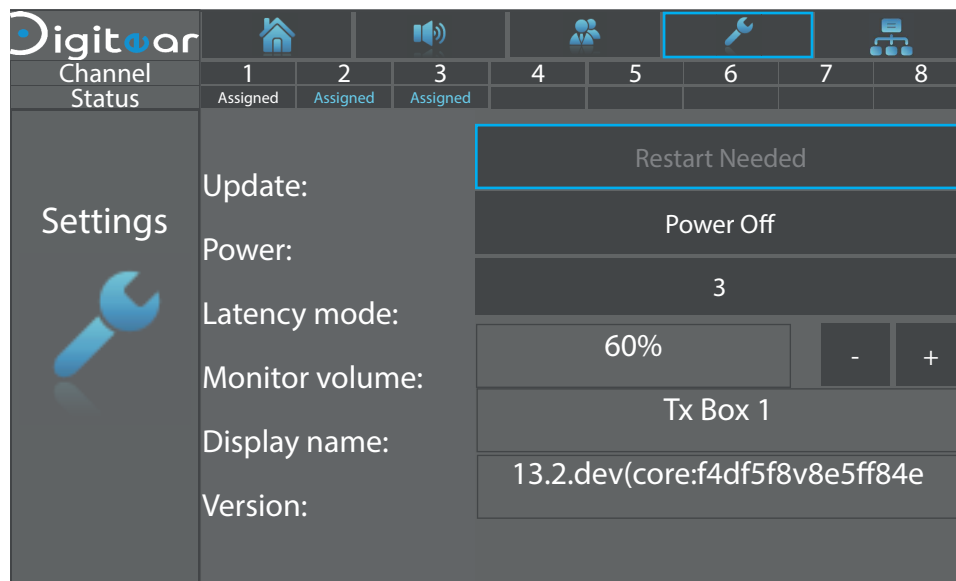 Digitear
Channel 1 2 3 4 5 6 7 8
Status Assigned Assigned Assigned
Settings
Update: Restart Needed
Power: Power Off
Latency mode: 3
Monitor volume: 60% - +
Display name: Tx Box 1
Version: 13.2.dev(core:f4df5f8v8e5ff84e